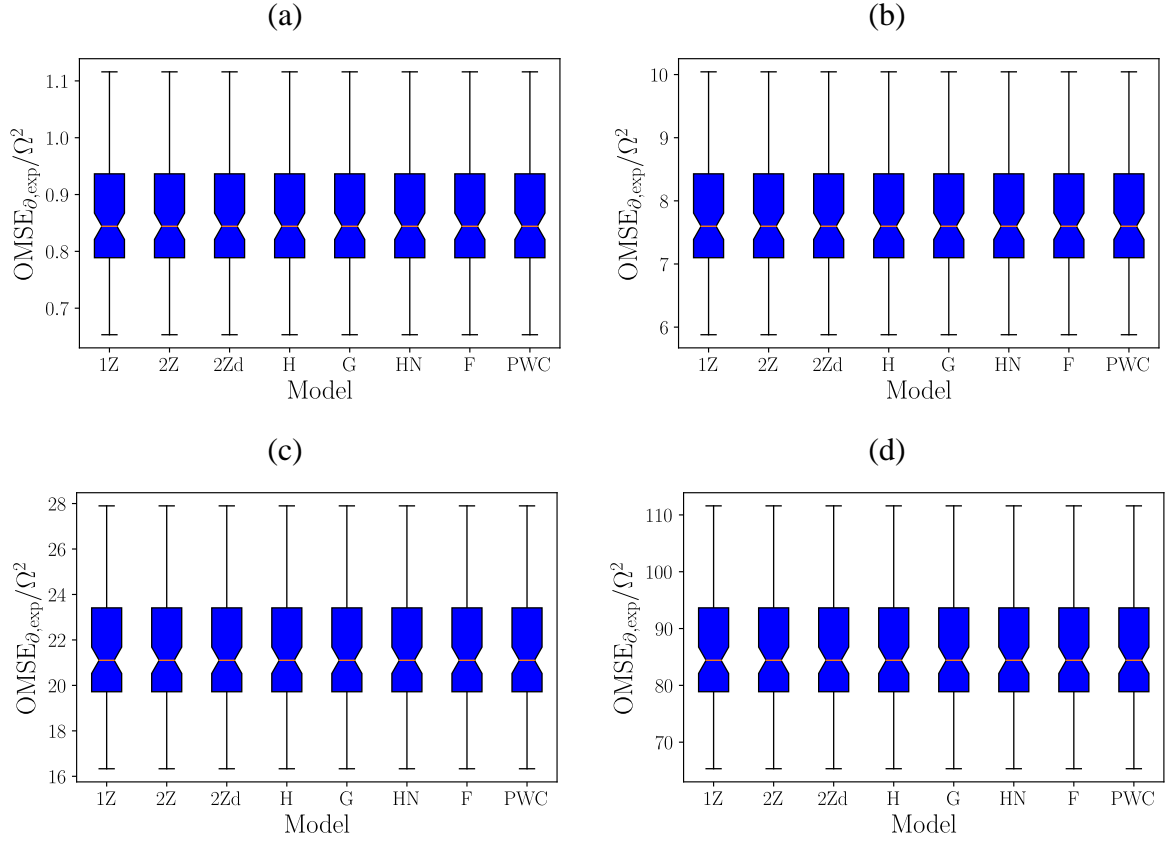 (a)
OMSE∂,exp/Ω²
1.1
1.0
0.9
0.8
0.7
1Z 2Z 2Zd H G HN F PWC
Model
(b)
OMSE∂,exp/Ω²
10
9
8
7
6
1Z 2Z 2Zd H G HN F PWC
Model
(c)
OMSE∂,exp/Ω²
28
26
24
22
20
18
16
1Z 2Z 2Zd H G HN F PWC
Model
(d)
OMSE∂,exp/Ω²
110
100
90
80
70
1Z 2Z 2Zd H G HN F PWC
Model